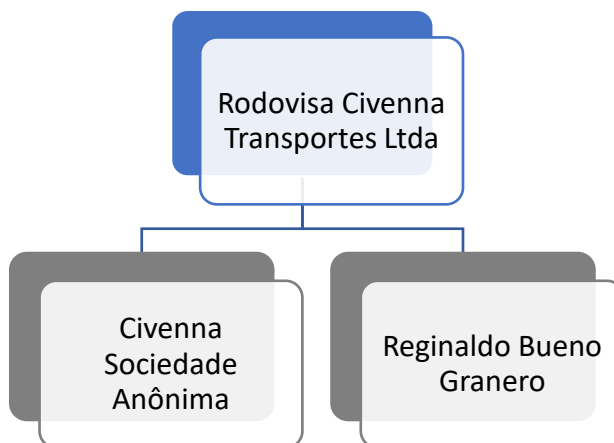 Rodovisa Civenna
Transportes Ltda
Civenna
Sociedade
Anônima
Reginaldo Bueno
Granero